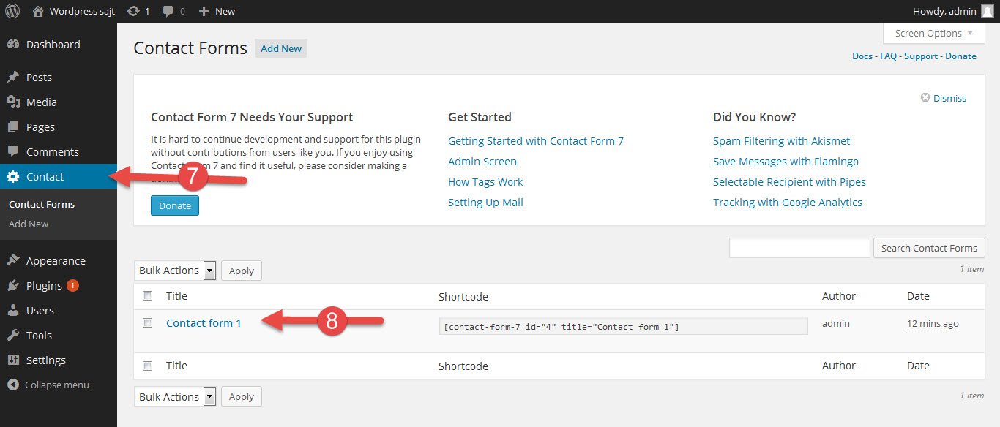 Wordpress sajt 1 0 New Howdy, admin
Screen Options
Dashboard
Posts
Media
Pages
Comments
Contact
Contact Forms
Add New
Appearance
Plugins 1
Users
Tools
Settings
Collapse menu
Contact Forms Add New
Docs - FAQ - Support - Donate
Dismiss
Contact Form 7 Needs Your Support
It is hard to continue development and support for this plugin
without contributions from users like you. If you enjoy using
7 and find it useful, please consider making a
Donate
Get Started
Getting Started with Contact Form 7
Admin Screen
How Tags Work
Setting Up Mail
Did You Know?
Spam Filtering with Akismet
Save Messages with Flamingo
Selectable Recipient with Pipes
Tracking with Google Analytics
7
Search Contact Forms
Bulk Actions Apply 1 item
Title Shortcode Author Date
Contact form 1 8 [contact-form-7 id="4" title="Contact form 1"] admin 12 mins ago
Title Shortcode Author Date
Bulk Actions Apply 1 item